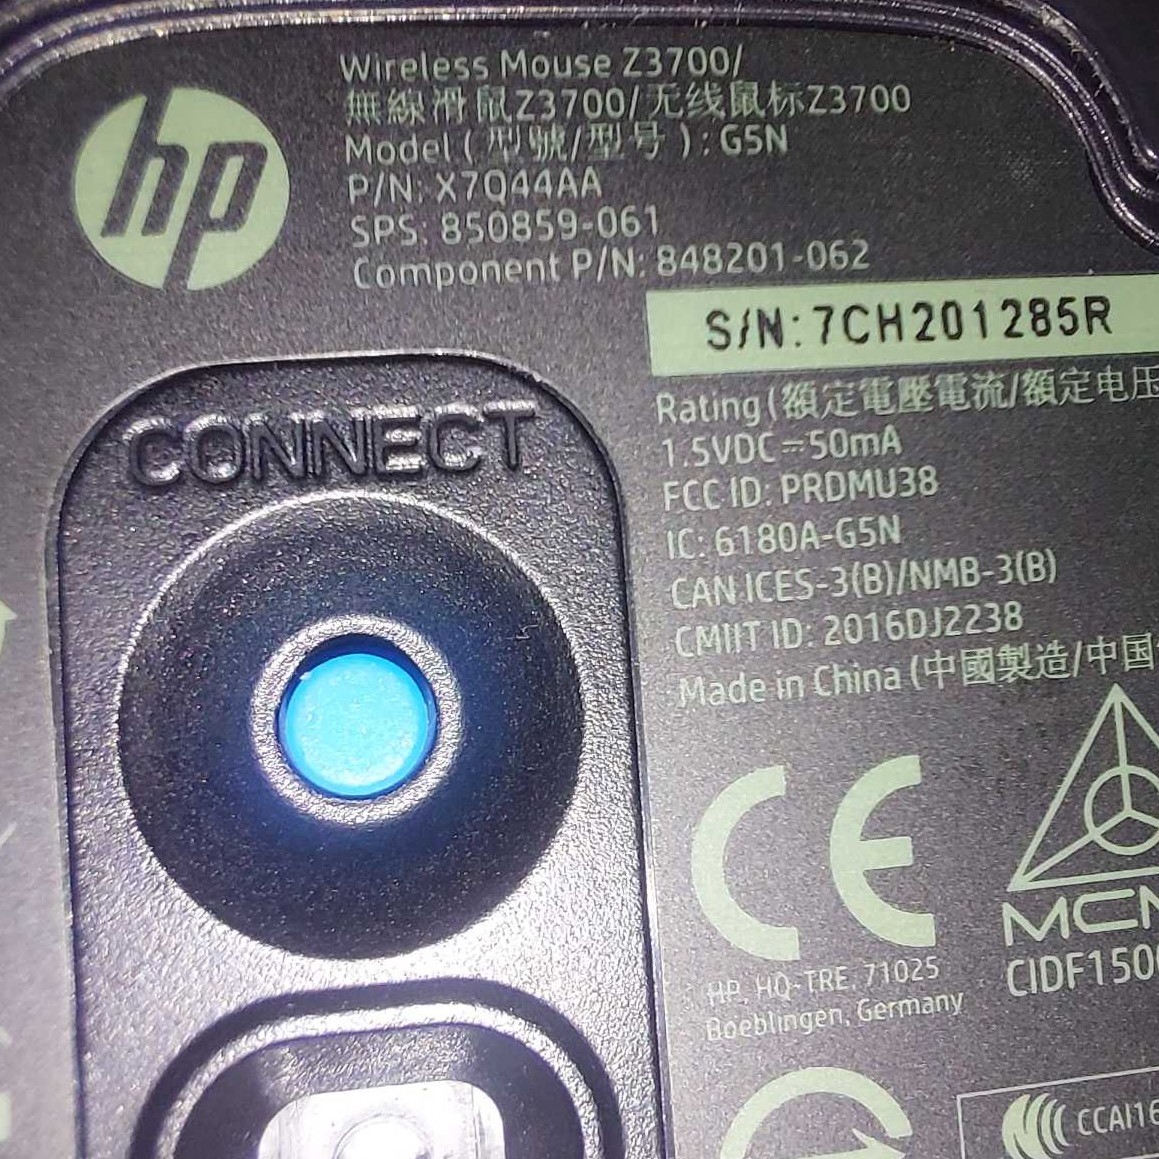 hp
Wireless Mouse Z3700/
無線滑鼠Z3700/无线鼠标Z3700
Model ( 型號/型号 ) : G5N
P/N: X7Q44AA
SPS: 850859-061
Component P/N: 848201-062
S/N: 7CH201285R
CONNECT
Rating (額定電壓電流/額定电压
1.5VDC⎓50mA
FCC ID: PRDMU38
IC: 6180A-G5N
CAN ICES-3(B)/NMB-3(B)
CMIIT ID: 2016DJ2238
Made in China (中國製造/中国
CE
MCM
CIDF150
HP, HQ-TRE, 71025
Boeblingen, Germany
CCAI16